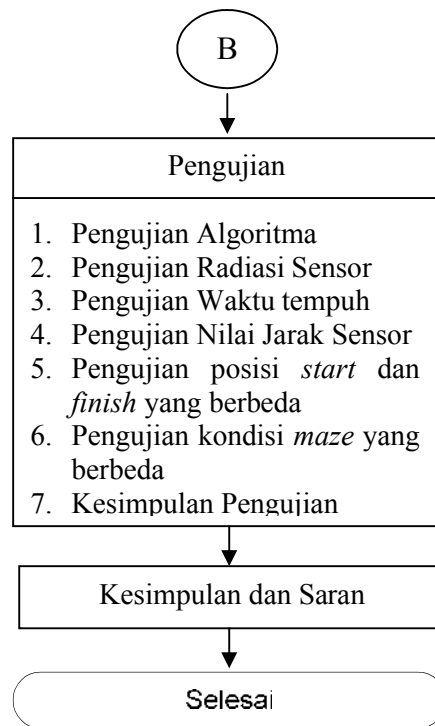 B
Pengujian
1. Pengujian Algoritma
2. Pengujian Radiasi Sensor
3. Pengujian Waktu tempuh
4. Pengujian Nilai Jarak Sensor
5. Pengujian posisi start dan
finish yang berbeda
6. Pengujian kondisi maze yang
berbeda
7. Kesimpulan Pengujian
Kesimpulan dan Saran
Selesai